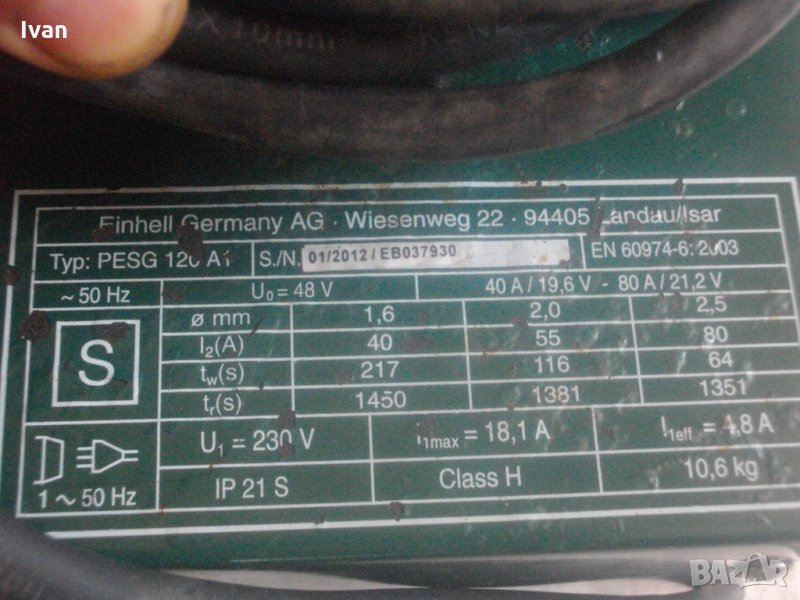 Ivan
X 10mm
Einhell Germany AG · Wiesenweg 22 · 94405 Landau/Isar
Typ: PESG 120 A1 S./N. 01/2012 / EB037930 EN 60974-6: 2003
~ 50 Hz U₀ = 48 V 40 A / 19,6 V - 80 A / 21,2 V
S
ø mm 1,6 2,0 2,5
I₂(A) 40 55 80
tw(s) 217 116 64
tr(s) 1450 1381 1351
U₁ = 230 V I1max = 18,1 A I1eff = 4,8 A
1 ~ 50 Hz IP 21 S Class H 10,6 kg
BAZAR